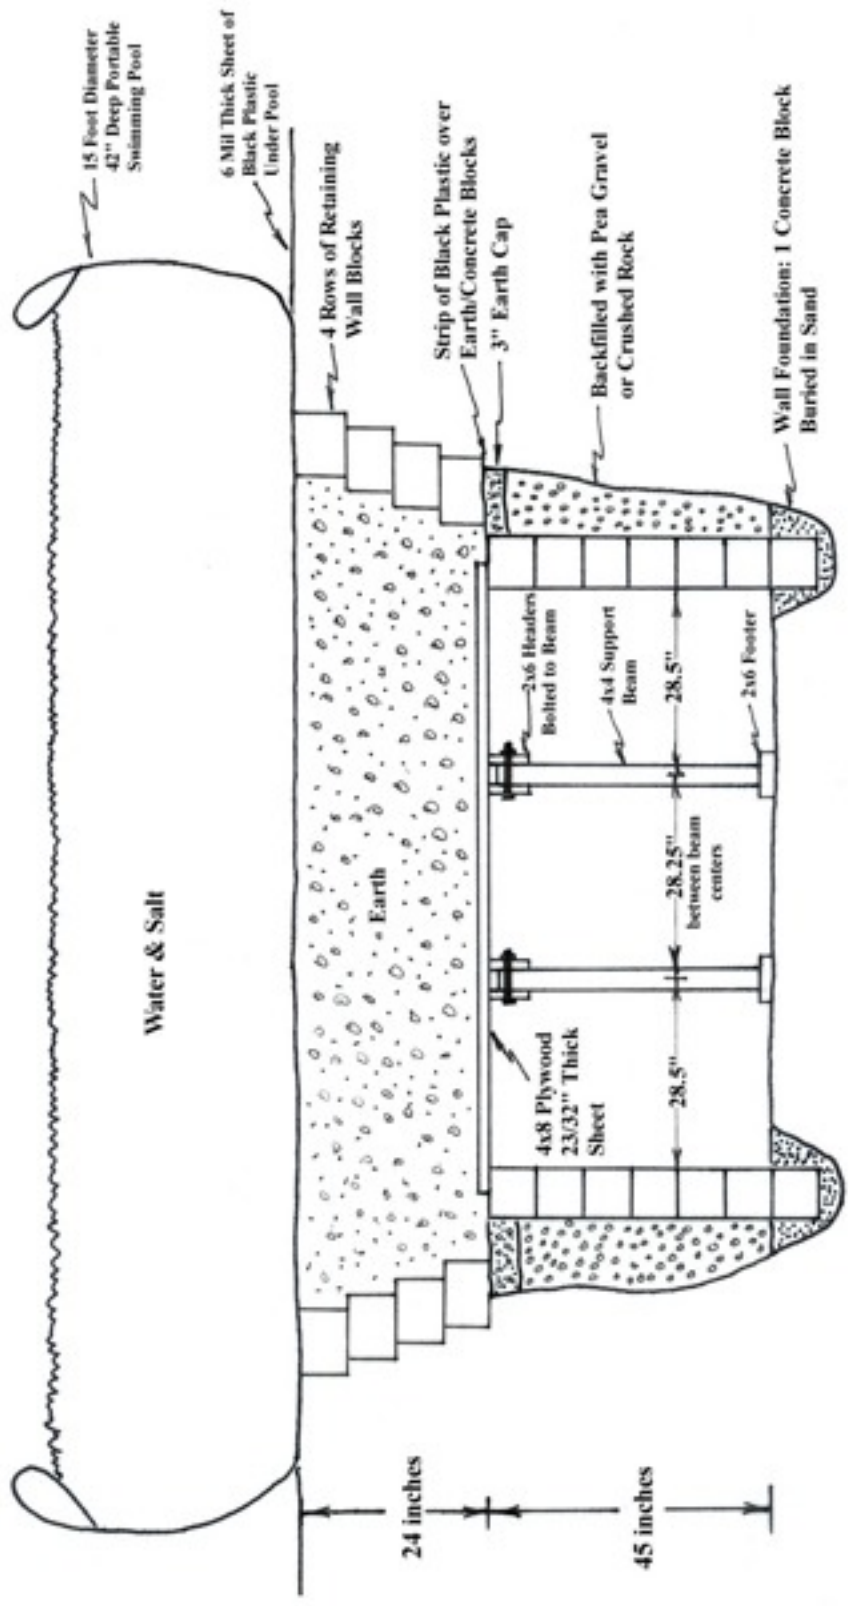 15 Foot Diameter
42" Deep Portable
Swimming Pool
6 Mil Thick Sheet of
Black Plastic
Under Pool
Water & Salt
4 Rows of Retaining
Wall Blocks
Earth
Strip of Black Plastic over
Earth/Concrete Blocks
3" Earth Cap
24 inches
4x8 Plywood
23/32" Thick
Sheet
2x6 Headers
Bolted to Beam
4x4 Support
Beam
Backfilled with Pea Gravel
or Crushed Rock
28.5"
28.25"
between beam
centers
28.5"
2x6 Footer
45 inches
Wall Foundation: 1 Concrete Block
Buried in Sand